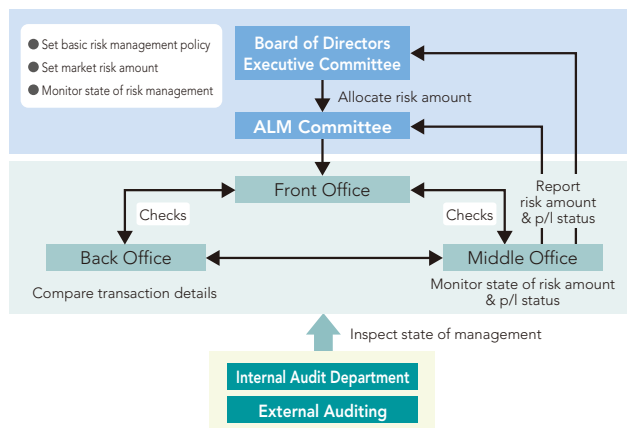 ● Set basic risk management policy
● Set market risk amount
● Monitor state of risk management
Board of Directors
Executive Committee
Allocate risk amount
ALM Committee
Front Office
Report
risk amount
& p/l status
Checks
Checks
Back Office
Middle Office
Compare transaction details
Monitor state of risk amount
& p/l status
Inspect state of management
Internal Audit Department
External Auditing